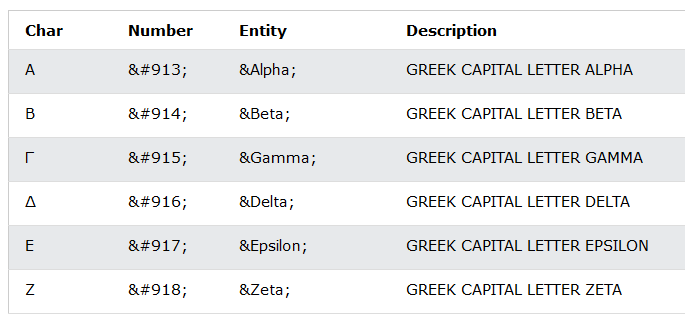 Char Number Entity Description
Α &#913; &Alpha; GREEK CAPITAL LETTER ALPHA
Β &#914; &Beta; GREEK CAPITAL LETTER BETA
Γ &#915; &Gamma; GREEK CAPITAL LETTER GAMMA
Δ &#916; &Delta; GREEK CAPITAL LETTER DELTA
Ε &#917; &Epsilon; GREEK CAPITAL LETTER EPSILON
Ζ &#918; &Zeta; GREEK CAPITAL LETTER ZETA